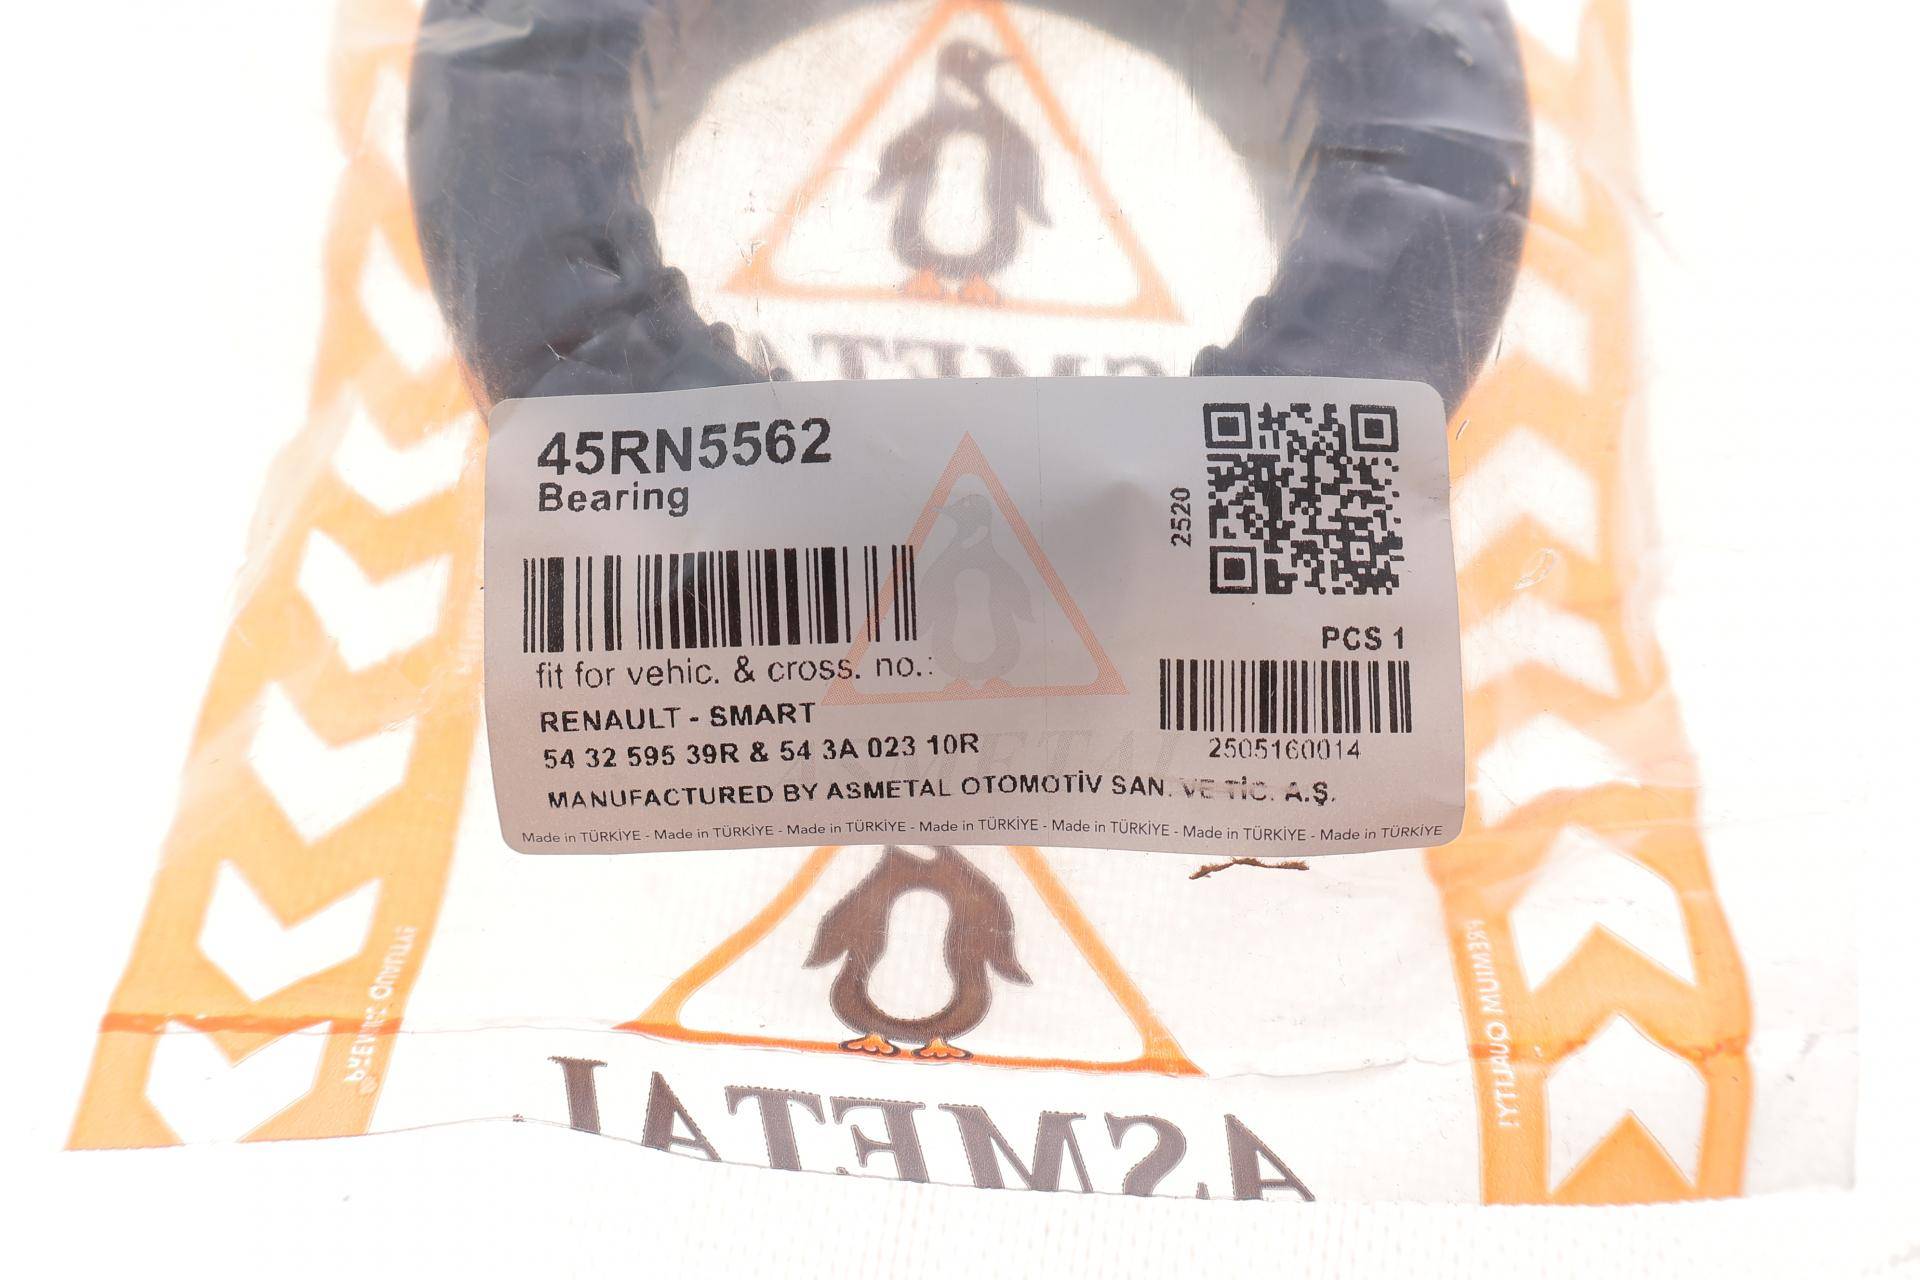 45RN5562
Bearing
2520
PCS 1
fit for vehic. & cross. no.:
RENAULT - SMART
54 32 595 39R & 54 3A 023 10R
2505160014
MANUFACTURED BY ASMETAL OTOMOTİV SAN. VE TİC. A.Ş.
Made in TÜRKİYE - Made in TÜRKİYE - Made in TÜRKİYE - Made in TÜRKİYE - Made in TÜRKİYE - Made in TÜRKİYE - Made in TÜRKİYE
PREMIUM QUALITY!
ASMETAL